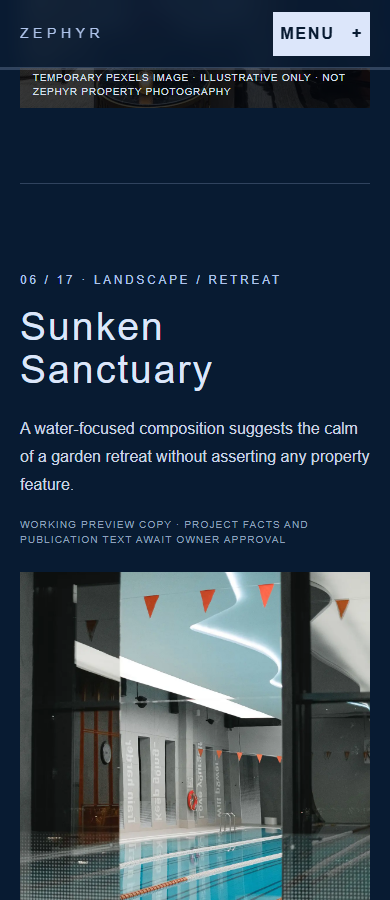 ZEPHYR
MENU +
TEMPORARY PEXELS IMAGE · ILLUSTRATIVE ONLY · NOT
ZEPHYR PROPERTY PHOTOGRAPHY
06 / 17 · LANDSCAPE / RETREAT
Sunken
Sanctuary
A water-focused composition suggests the calm
of a garden retreat without asserting any property
feature.
WORKING PREVIEW COPY · PROJECT FACTS AND
PUBLICATION TEXT AWAIT OWNER APPROVAL